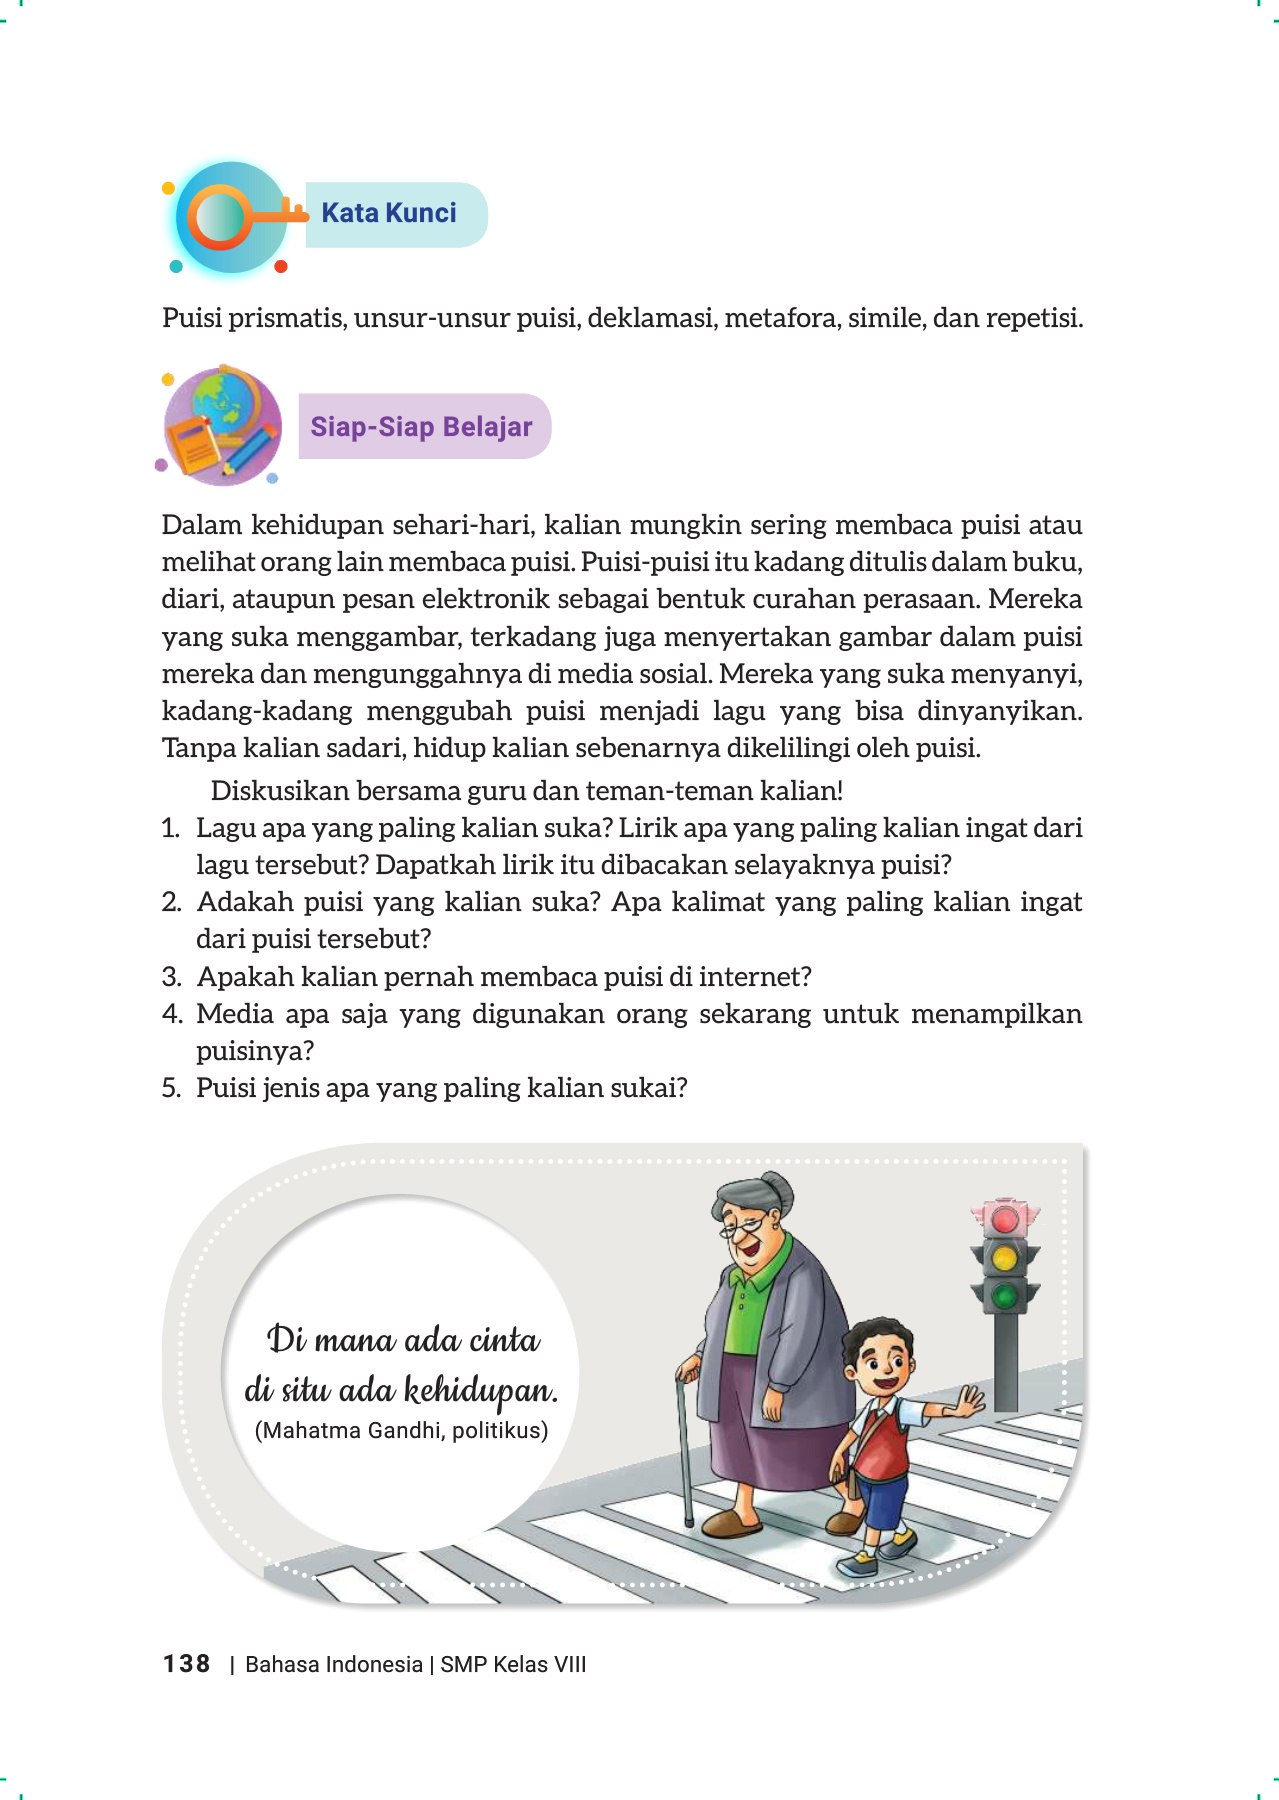 Kata Kunci
Puisi prismatis, unsur-unsur puisi, deklamasi, metafora, simile, dan repetisi.
Siap-Siap Belajar
Dalam kehidupan sehari-hari, kalian mungkin sering membaca puisi atau
melihat orang lain membaca puisi. Puisi-puisi itu kadang ditulis dalam buku,
diari, ataupun pesan elektronik sebagai bentuk curahan perasaan. Mereka
yang suka menggambar, terkadang juga menyertakan gambar dalam puisi
mereka dan mengunggahnya di media sosial. Mereka yang suka menyanyi,
kadang-kadang menggubah puisi menjadi lagu yang bisa dinyanyikan.
Tanpa kalian sadari, hidup kalian sebenarnya dikelilingi oleh puisi.
Diskusikan bersama guru dan teman-teman kalian!
1. Lagu apa yang paling kalian suka? Lirik apa yang paling kalian ingat dari
lagu tersebut? Dapatkah lirik itu dibacakan selayaknya puisi?
2. Adakah puisi yang kalian suka? Apa kalimat yang paling kalian ingat
dari puisi tersebut?
3. Apakah kalian pernah membaca puisi di internet?
4. Media apa saja yang digunakan orang sekarang untuk menampilkan
puisinya?
5. Puisi jenis apa yang paling kalian sukai?
Di mana ada cinta
di situ ada kehidupan.
(Mahatma Gandhi, politikus)
138 | Bahasa Indonesia | SMP Kelas VIII